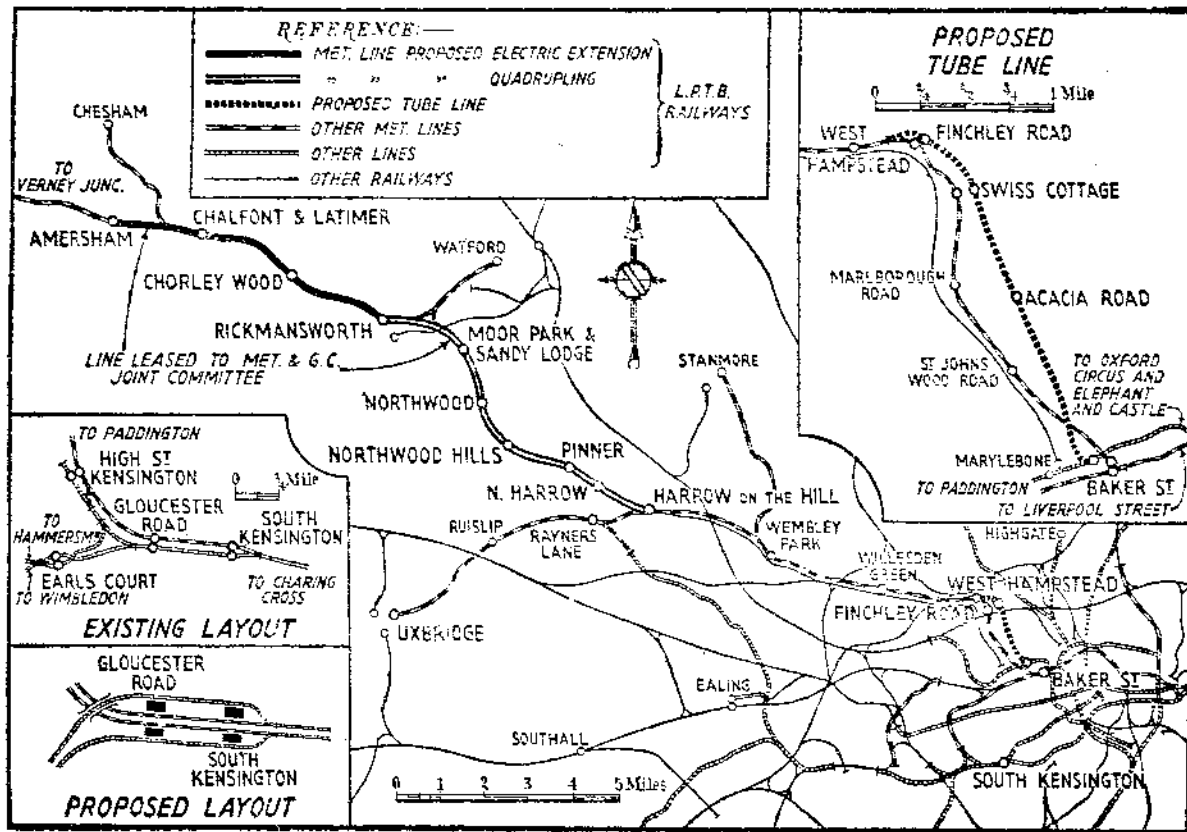 REFERENCE:—
MET. LINE PROPOSED ELECTRIC EXTENSION
" " " QUADRUPLING
PROPOSED TUBE LINE
OTHER MET. LINES
OTHER LINES
OTHER RAILWAYS
L.P.T.B.
RAILWAYS
PROPOSED
TUBE LINE
0 1 Mile
WEST
HAMPSTEAD
FINCHLEY ROAD
SWISS COTTAGE
MARLBOROUGH
ROAD
ACACIA ROAD
ST JOHNS
WOOD ROAD
TO OXFORD
CIRCUS AND
ELEPHANT
AND CASTLE
MARYLEBONE
TO PADDINGTON
BAKER ST
TO LIVERPOOL STREET
CHESHAM
TO
VERNEY JUNC.
AMERSHAM
CHALFONT & LATIMER
CHORLEY WOOD
WATFORD
RICKMANSWORTH
MOOR PARK &
SANDY LODGE
LINE LEASED TO MET. & G.C.
JOINT COMMITTEE
STANMORE
NORTHWOOD
NORTHWOOD HILLS
PINNER
N. HARROW
HARROW ON THE HILL
RUISLIP
RAYNERS
LANE
WEMBLEY
PARK
WILLESDEN
GREEN
HIGHGATE
WEST HAMPSTEAD
FINCHLEY ROAD
UXBRIDGE
BAKER ST
EALING
SOUTHALL
SOUTH KENSINGTON
0 1 2 3 4 5 Miles
TO PADDINGTON
HIGH ST
KENSINGTON
0 ¼ Mile
GLOUCESTER
ROAD
SOUTH
KENSINGTON
TO
HAMMERSMTH
EARLS COURT
TO WIMBLEDON
TO CHARING
CROSS
EXISTING LAYOUT
GLOUCESTER
ROAD
SOUTH
KENSINGTON
PROPOSED LAYOUT